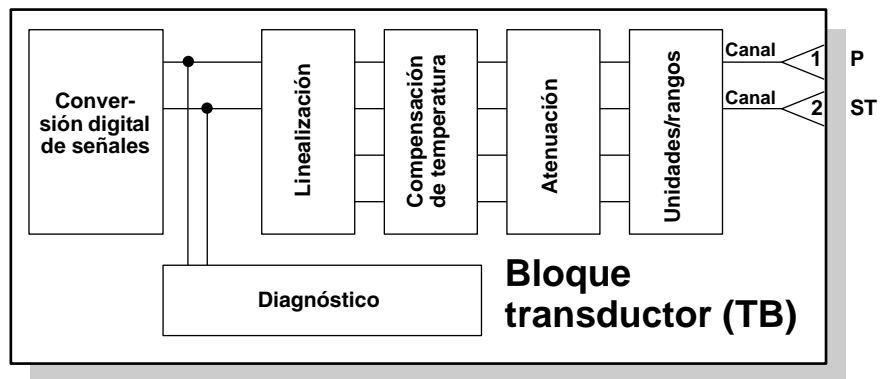 Conver-
sión digital
de señales
Linealización
Compensación
de temperatura
Atenuación
Unidades/rangos
Canal
1
P
Canal
2
ST
Diagnóstico
Bloque
transductor (TB)